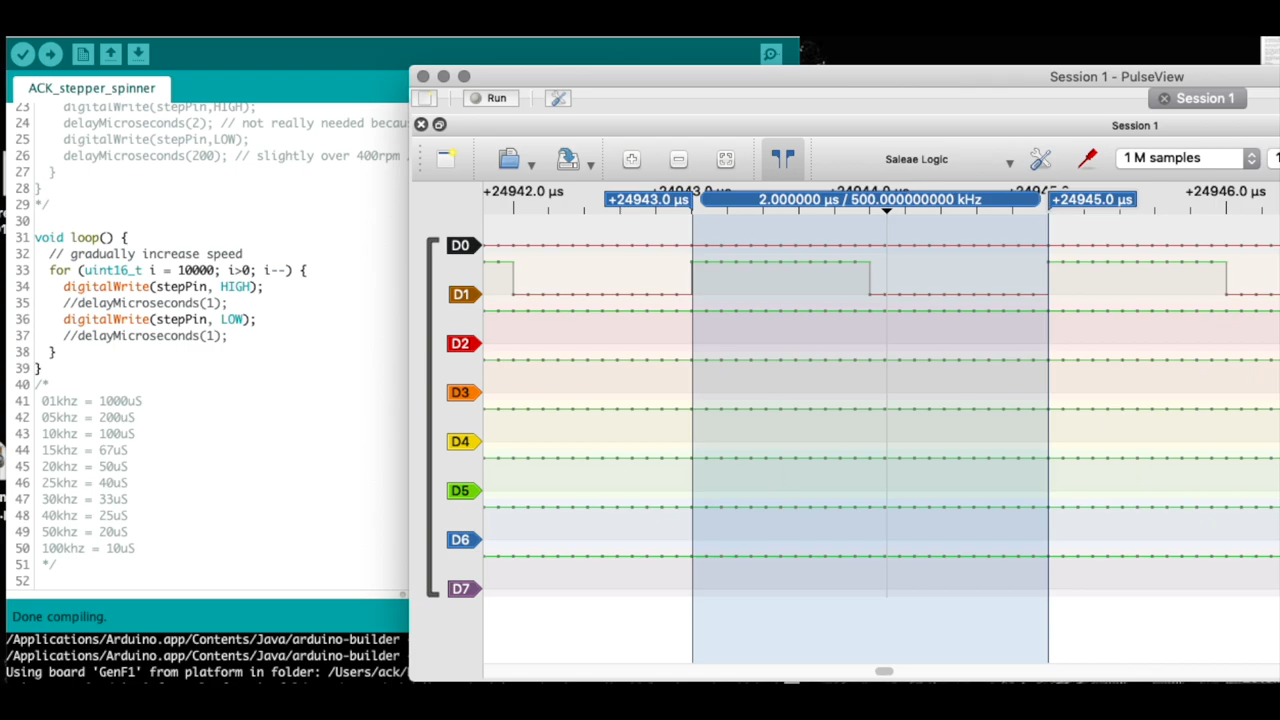 ACK_stepper_spinner
23 digitalWrite(stepPin,HIGH);
24 delayMicroseconds(2); // not really needed becau
25 digitalWrite(stepPin,LOW);
26 delayMicroseconds(200); // slightly over 400rpm
27 }
28 }
29 */
30
31 void loop() {
32 // gradually increase speed
33 for (uint16_t i = 10000; i>0; i--) {
34 digitalWrite(stepPin, HIGH);
35 //delayMicroseconds(1);
36 digitalWrite(stepPin, LOW);
37 //delayMicroseconds(1);
38 }
39 }
40 /*
41 01khz = 1000uS
42 05khz = 200uS
43 10khz = 100uS
44 15khz = 67uS
45 20khz = 50uS
46 25khz = 40uS
47 30khz = 33uS
48 40khz = 25uS
49 50khz = 20uS
50 100khz = 10uS
51 */
52
Done compiling.
/Applications/Arduino.app/Contents/Java/arduino-builder
/Applications/Arduino.app/Contents/Java/arduino-builder
Using board 'GenF1' from platform in folder: /Users/ack/
Session 1 - PulseView
Run
Session 1
Session 1
Saleae Logic
1 M samples
+24942.0 µs
+24946.0 µs
+24943.0 µs
2.000000 µs / 500.000000000 kHz
+24945.0 µs
D0
D1
D2
D3
D4
D5
D6
D7